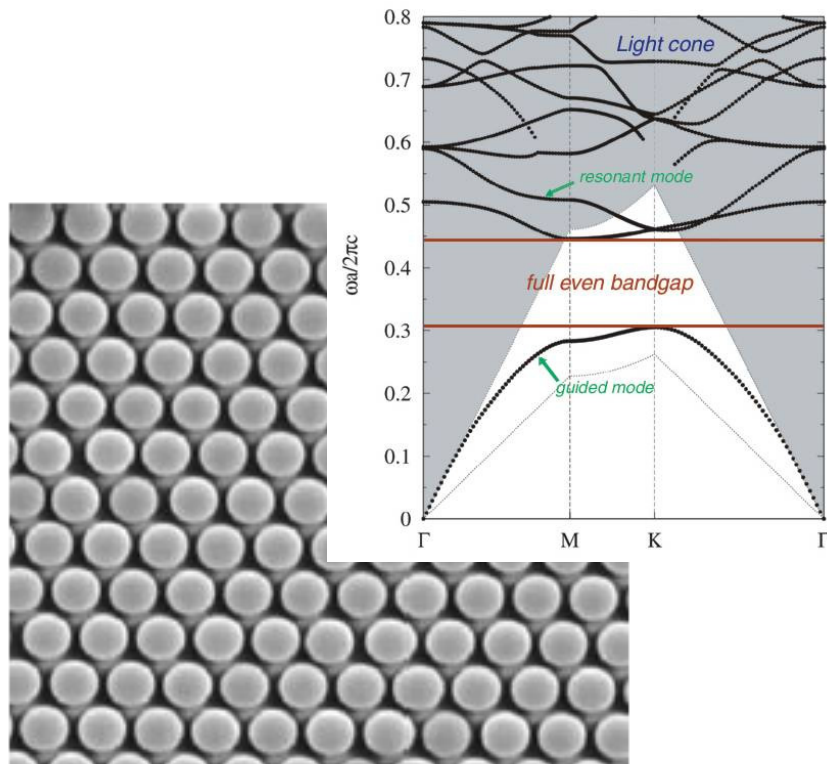 0.8
0.7
0.6
0.5
0.4
0.3
0.2
0.1
0
ωa/2πc
Light cone
resonant mode
full even bandgap
guided mode
Γ
M
K
Γ